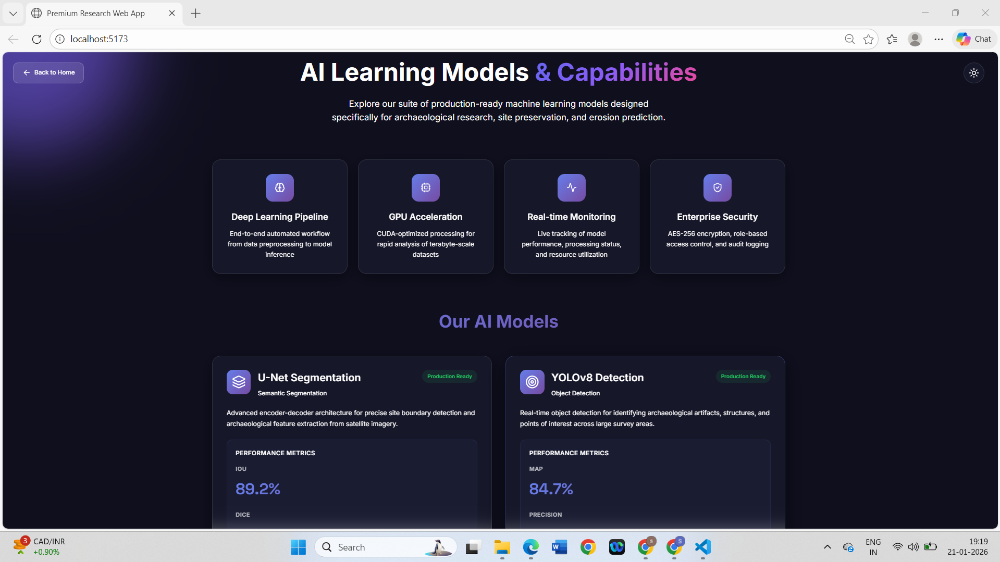 Premium Research Web App
localhost:5173
Chat
Back to Home
AI Learning Models & Capabilities
Explore our suite of production-ready machine learning models designed
specifically for archaeological research, site preservation, and erosion prediction.
Deep Learning Pipeline
End-to-end automated workflow
from data preprocessing to model
inference
GPU Acceleration
CUDA-optimized processing for
rapid analysis of terabyte-scale
datasets
Real-time Monitoring
Live tracking of model
performance, processing status,
and resource utilization
Enterprise Security
AES-256 encryption, role-based
access control, and audit logging
Our AI Models
U-Net Segmentation
Production Ready
Semantic Segmentation
Advanced encoder-decoder architecture for precise site boundary detection and
archaeological feature extraction from satellite imagery.
PERFORMANCE METRICS
IOU
89.2%
DICE
YOLOv8 Detection
Production Ready
Object Detection
Real-time object detection for identifying archaeological artifacts, structures, and
points of interest across large survey areas.
PERFORMANCE METRICS
MAP
84.7%
PRECISION
3
CAD/INR
+0.90%
Search
W
S
S
ENG
IN
19:19
21-01-2026